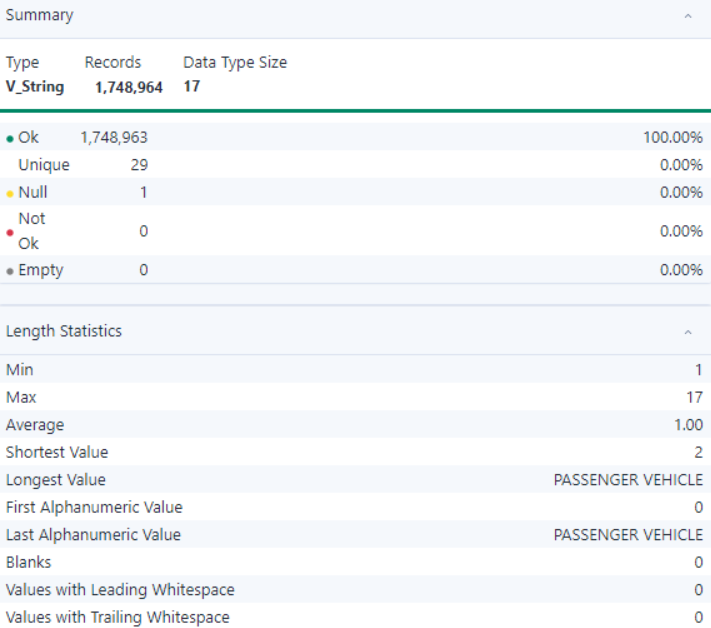 Summary
Type Records Data Type Size
V_String 1,748,964 17
Ok 1,748,963 100.00%
Unique 29 0.00%
Null 1 0.00%
Not
Ok 0 0.00%
Empty 0 0.00%
Length Statistics
Min 1
Max 17
Average 1.00
Shortest Value 2
Longest Value PASSENGER VEHICLE
First Alphanumeric Value 0
Last Alphanumeric Value PASSENGER VEHICLE
Blanks 0
Values with Leading Whitespace 0
Values with Trailing Whitespace 0